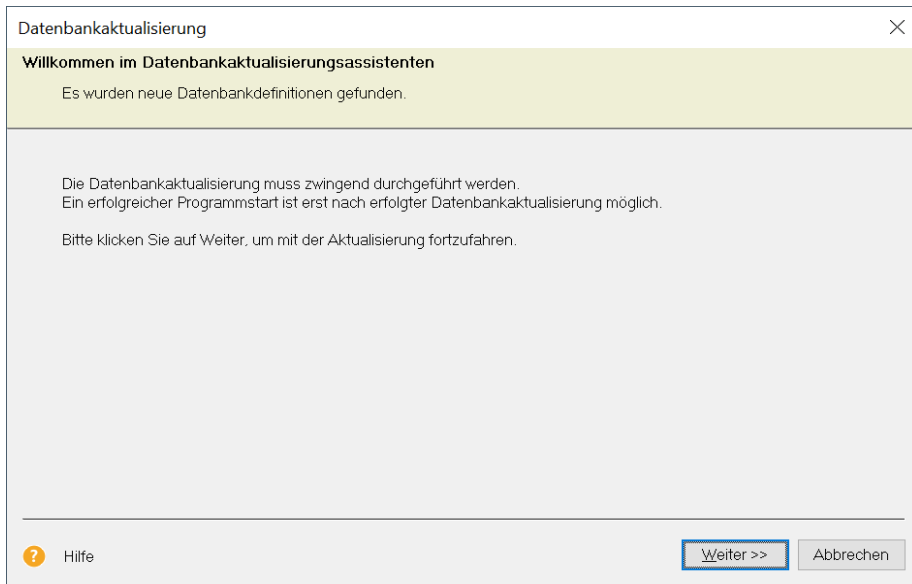 Datenbankaktualisierung
Willkommen im Datenbankaktualisierungsassistenten
Es wurden neue Datenbankdefinitionen gefunden.
Die Datenbankaktualisierung muss zwingend durchgeführt werden.
Ein erfolgreicher Programmstart ist erst nach erfolgter Datenbankaktualisierung möglich.
Bitte klicken Sie auf Weiter, um mit der Aktualisierung fortzufahren.
? Hilfe
Weiter >> Abbrechen